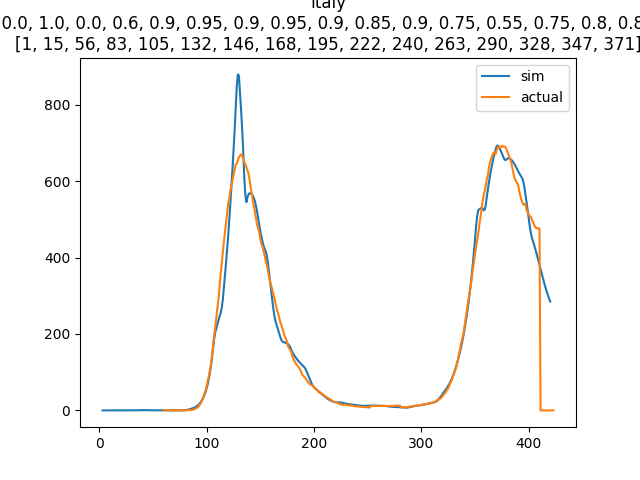 Italy
0.0, 1.0, 0.0, 0.6, 0.9, 0.95, 0.9, 0.95, 0.9, 0.85, 0.9, 0.75, 0.55, 0.75, 0.8, 0.8
[1, 15, 56, 83, 105, 132, 146, 168, 195, 222, 240, 263, 290, 328, 347, 371]
sim
actual
800
600
400
200
0
0 100 200 300 400